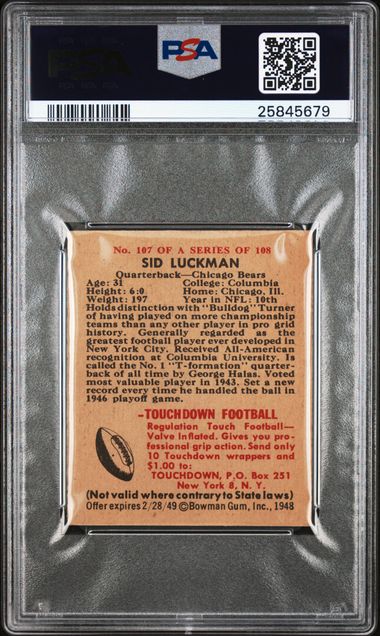 PSA
PSA
25845679
No. 107 OF A SERIES OF 108
SID LUCKMAN
Quarterback—Chicago Bears
Age: 31 College: Columbia
Height: 6:0 Home: Chicago, Ill.
Weight: 197 Year in NFL: 10th
Holds distinction with "Bulldog" Turner
of having played on more championship
teams than any other player in pro grid
history. Generally regarded as the
greatest football player ever developed in
New York City. Received All-American
recognition at Columbia University. Is
called the No. 1 "T-formation" quarter-
back of all time by George Halas. Voted
most valuable player in 1943. Set a new
record every time he handled the ball in
1946 playoff game.
-TOUCHDOWN FOOTBALL
Regulation Touch Football—
Valve Inflated. Gives you pro-
fessional grip action. Send only
10 Touchdown wrappers and
$1.00 to:
TOUCHDOWN, P.O. Box 251
New York 8, N. Y.
(Not valid where contrary to State laws)
Offer expires 2/28/49 ©Bowman Gum, Inc., 1948